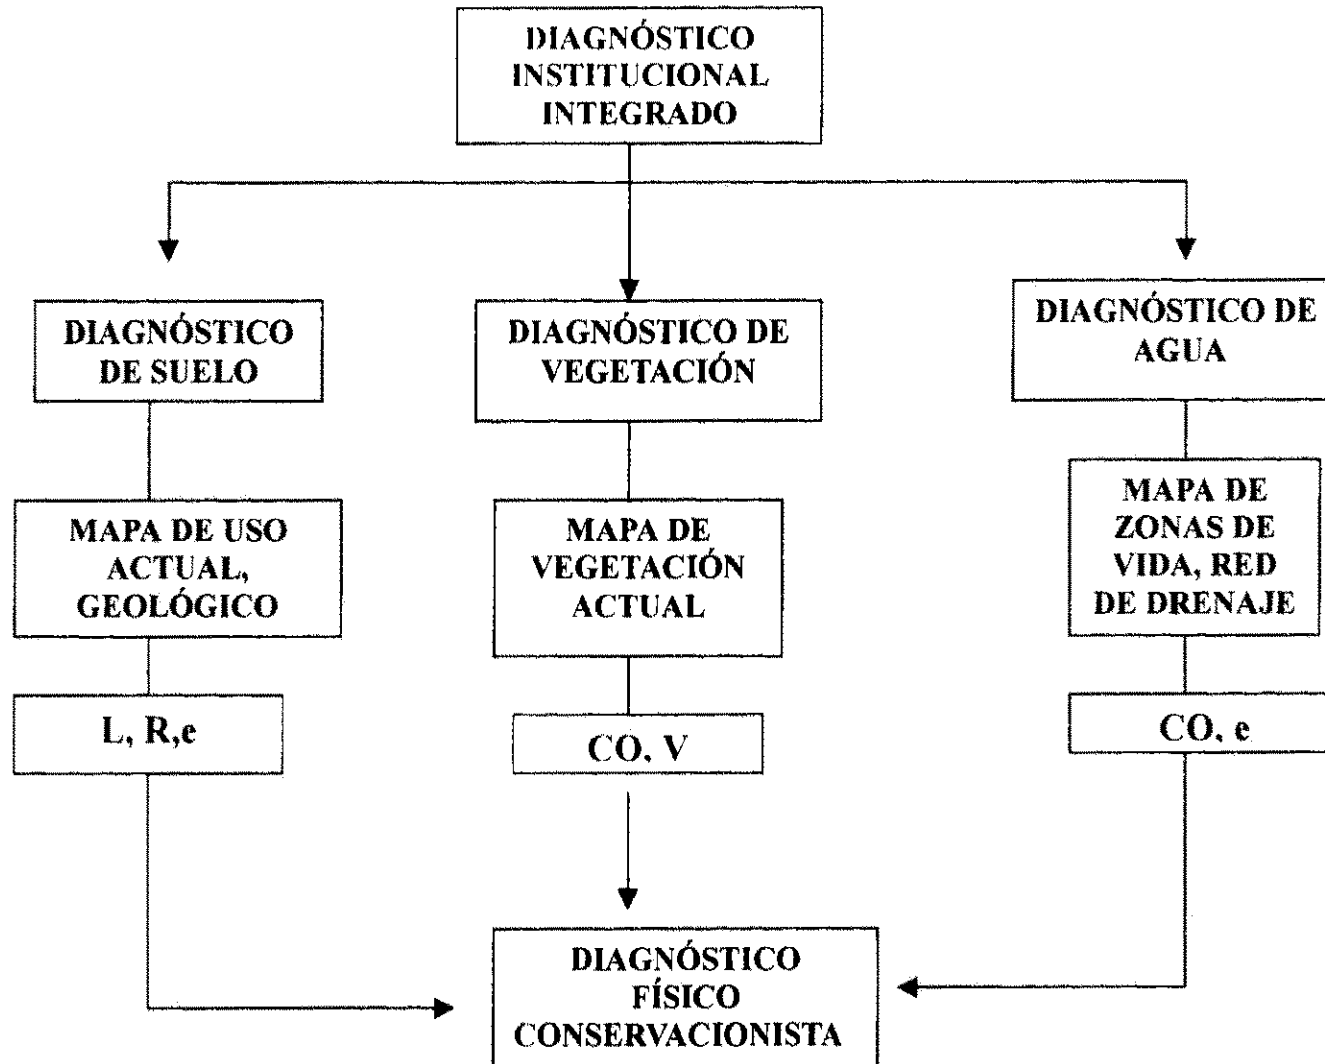 DIAGNÓSTICO
INSTITUCIONAL
INTEGRADO
DIAGNÓSTICO
DE SUELO
DIAGNÓSTICO DE
VEGETACIÓN
DIAGNÓSTICO DE
AGUA
MAPA DE USO
ACTUAL,
GEOLÓGICO
MAPA DE
VEGETACIÓN
ACTUAL
MAPA DE
ZONAS DE
VIDA, RED
DE DRENAJE
L, R,e
CO, V
CO, e
DIAGNÓSTICO
FÍSICO
CONSERVACIONISTA